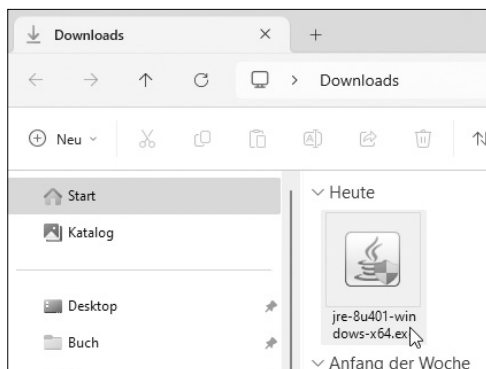 Downloads
Downloads
Neu
Start
Heute
Katalog
Desktop
jre-8u401-win
dows-x64.ex
Buch
Anfang der Woche